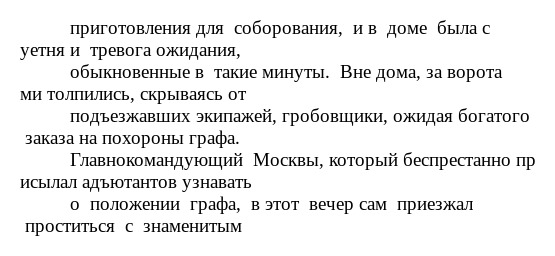 приготовления для соборования, и в доме была с
уетня и тревога ожидания,
обыкновенные в такие минуты. Вне дома, за ворота
ми толпились, скрываясь от
подъезжавших экипажей, гробовщики, ожидая богатого
заказа на похороны графа.
Главнокомандующий Москвы, который беспрестанно пр
исылал адъютантов узнавать
о положении графа, в этот вечер сам приезжал
проститься с знаменитым